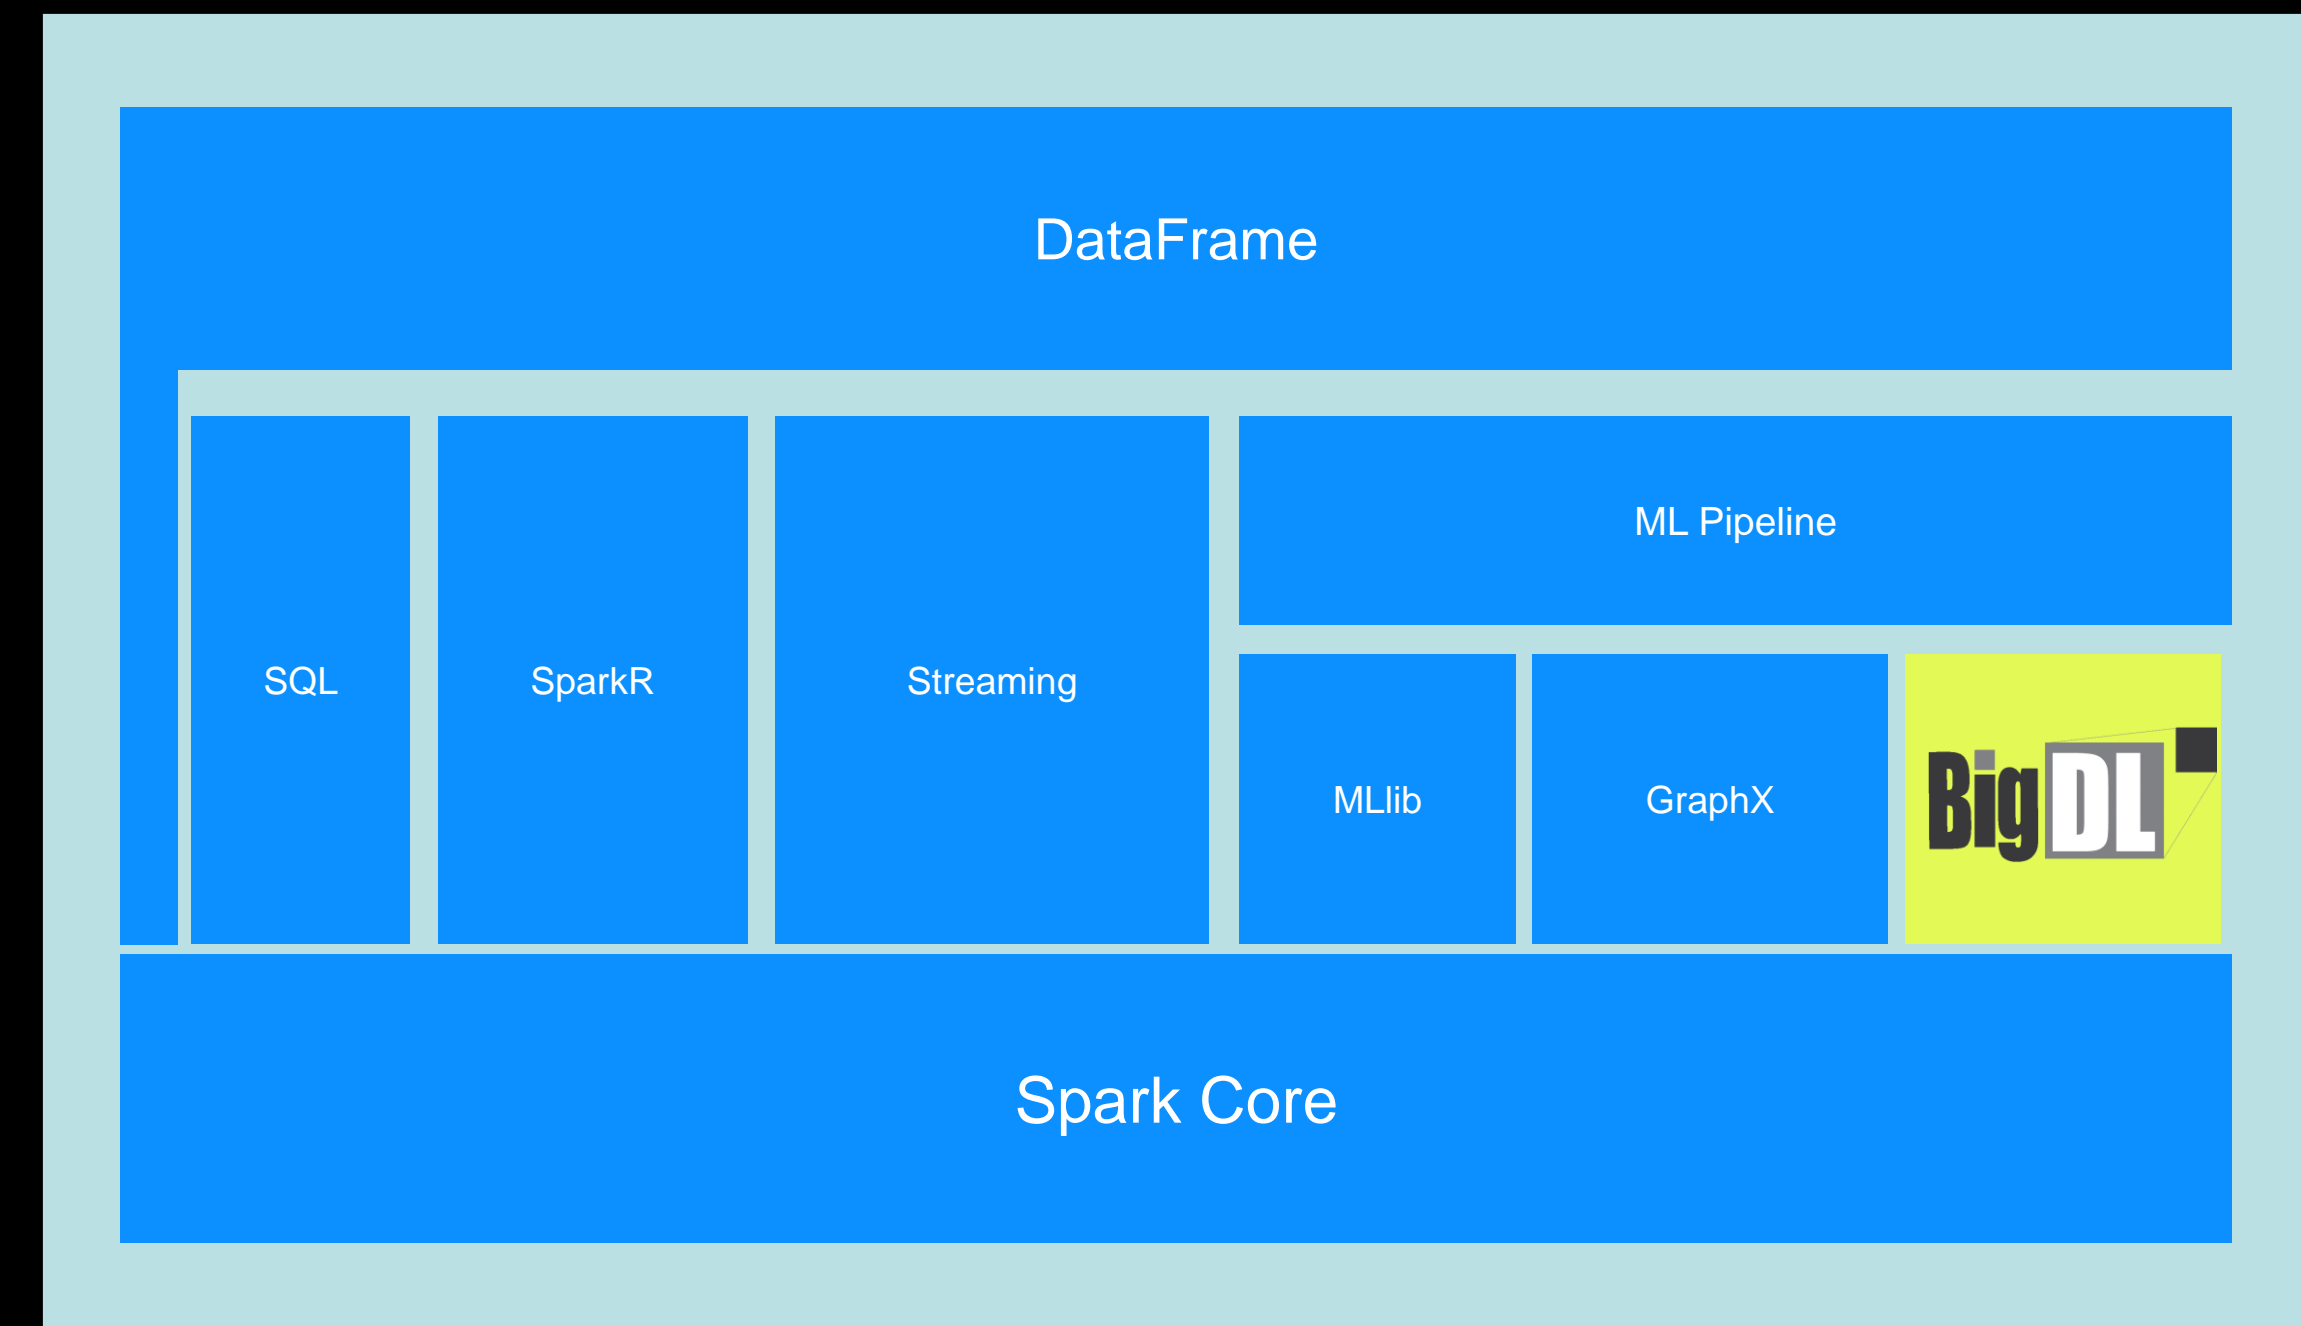 DataFrame
ML Pipeline
SQL
SparkR
Streaming
MLlib
GraphX
BigDL
Spark Core